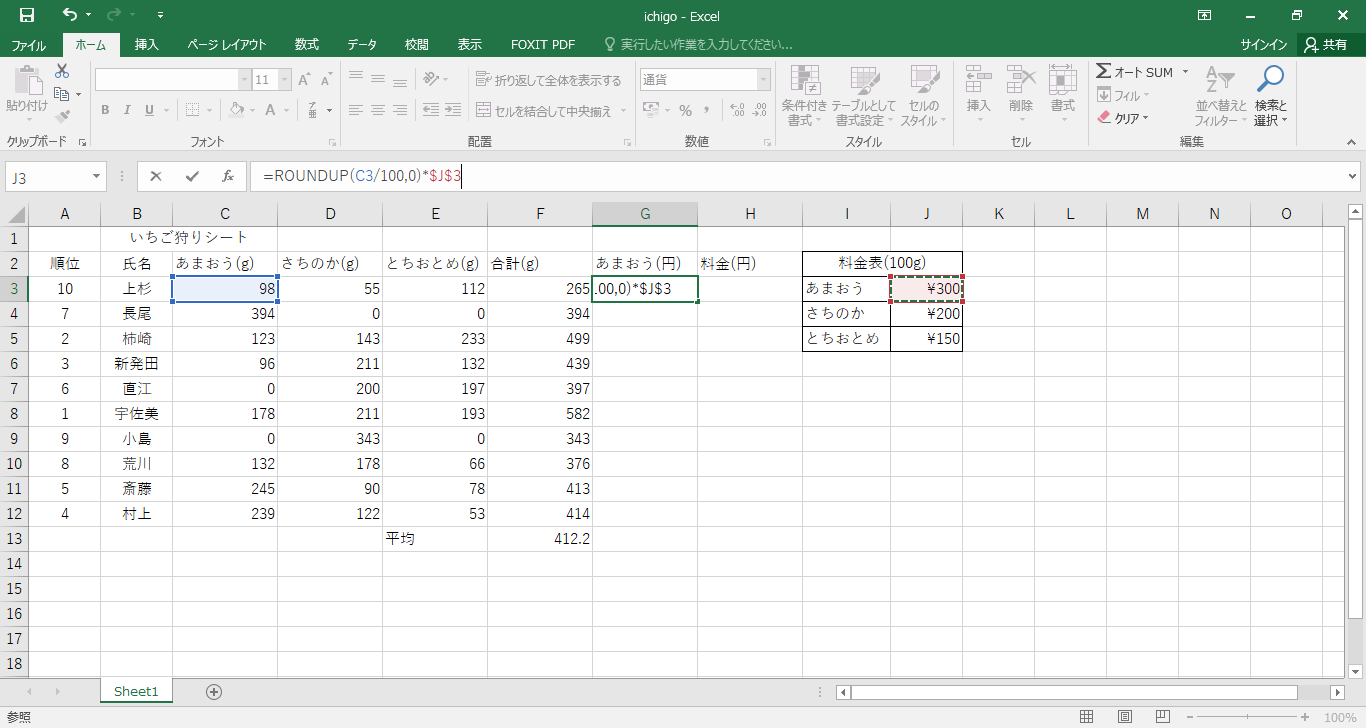 ichigo - Excel
ファイル ホーム 挿入 ページ レイアウト 数式 データ 校閲 表示 FOXIT PDF 実行したい作業を入力してください... サインイン 共有
貼り付け
クリップボード
11
B I U
フォント
折り返して全体を表示する
セルを結合して中央揃え
配置
通貨
数値
条件付き書式
テーブルとして書式設定
セルのスタイル
スタイル
挿入 削除 書式
セル
オート SUM
フィル
クリア
並べ替えとフィルター
検索と選択
編集
J3 =ROUNDUP(C3/100,0)*$J$3
A B C D E F G H I J K L M N O
1 いちご狩りシート
2 順位 氏名 あまおう(g) さちのか(g) とちおとめ(g) 合計(g) あまおう(円) 料金(円) 料金表(100g)
3 10 上杉 98 55 112 265 .00,0)*$J$3 あまおう ¥300
4 7 長尾 394 0 0 394 さちのか ¥200
5 2 柿崎 123 143 233 499 とちおとめ ¥150
6 3 新発田 96 211 132 439
7 6 直江 0 200 197 397
8 1 宇佐美 178 211 193 582
9 9 小島 0 343 0 343
10 8 荒川 132 178 66 376
11 5 斎藤 245 90 78 413
12 4 村上 239 122 53 414
13 平均 412.2
14
15
16
17
18
Sheet1
参照 100%